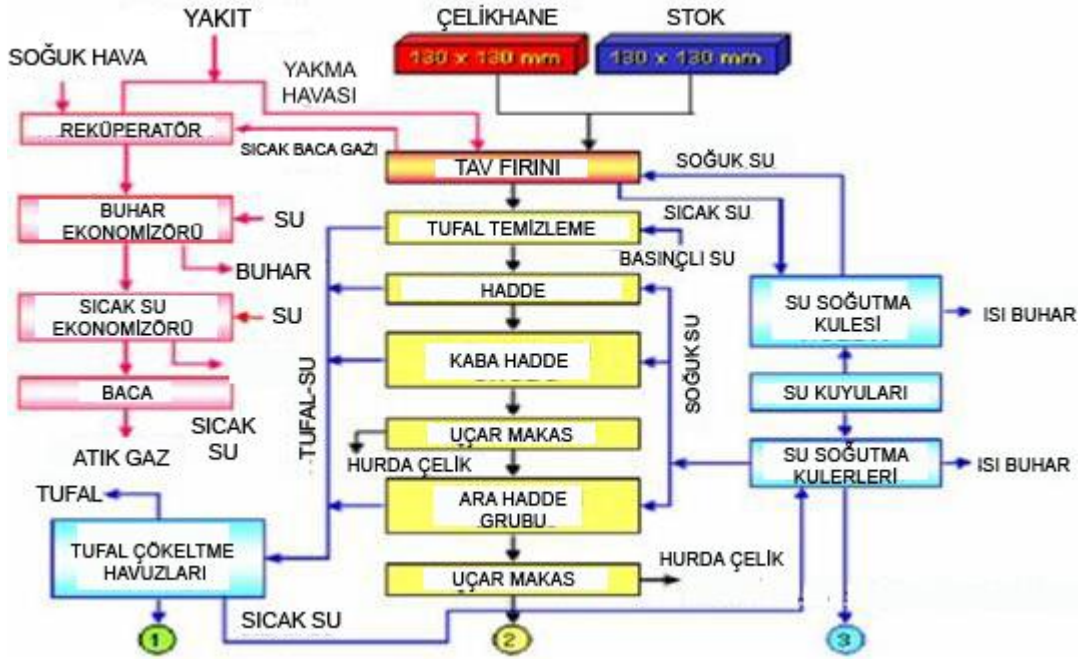 YAKIT
ÇELİKHANE
STOK
SOĞUK HAVA
130 x 130 mm
130 x 130 mm
YAKMA
HAVASI
REKÜPERATÖR
SICAK BACA GAZI
TAV FIRINI
SOĞUK SU
BUHAR
EKONOMİZÖRÜ
SU
TUFAL TEMİZLEME
SICAK SU
BASINÇLI SU
BUHAR
HADDE
SICAK SU
EKONOMİZÖRÜ
SU
SU SOĞUTMA
KULESİ
ISI BUHAR
KABA HADDE
SOĞUK SU
TUFAL-SU
BACA
SU KUYULARI
SICAK
SU
UÇAR MAKAS
ATIK GAZ
HURDA ÇELİK
SU SOĞUTMA
KULERLERİ
ISI BUHAR
TUFAL
ARA HADDE
GRUBU
TUFAL ÇÖKELTME
HAVUZLARI
HURDA ÇELİK
UÇAR MAKAS
SICAK SU
1
2
3